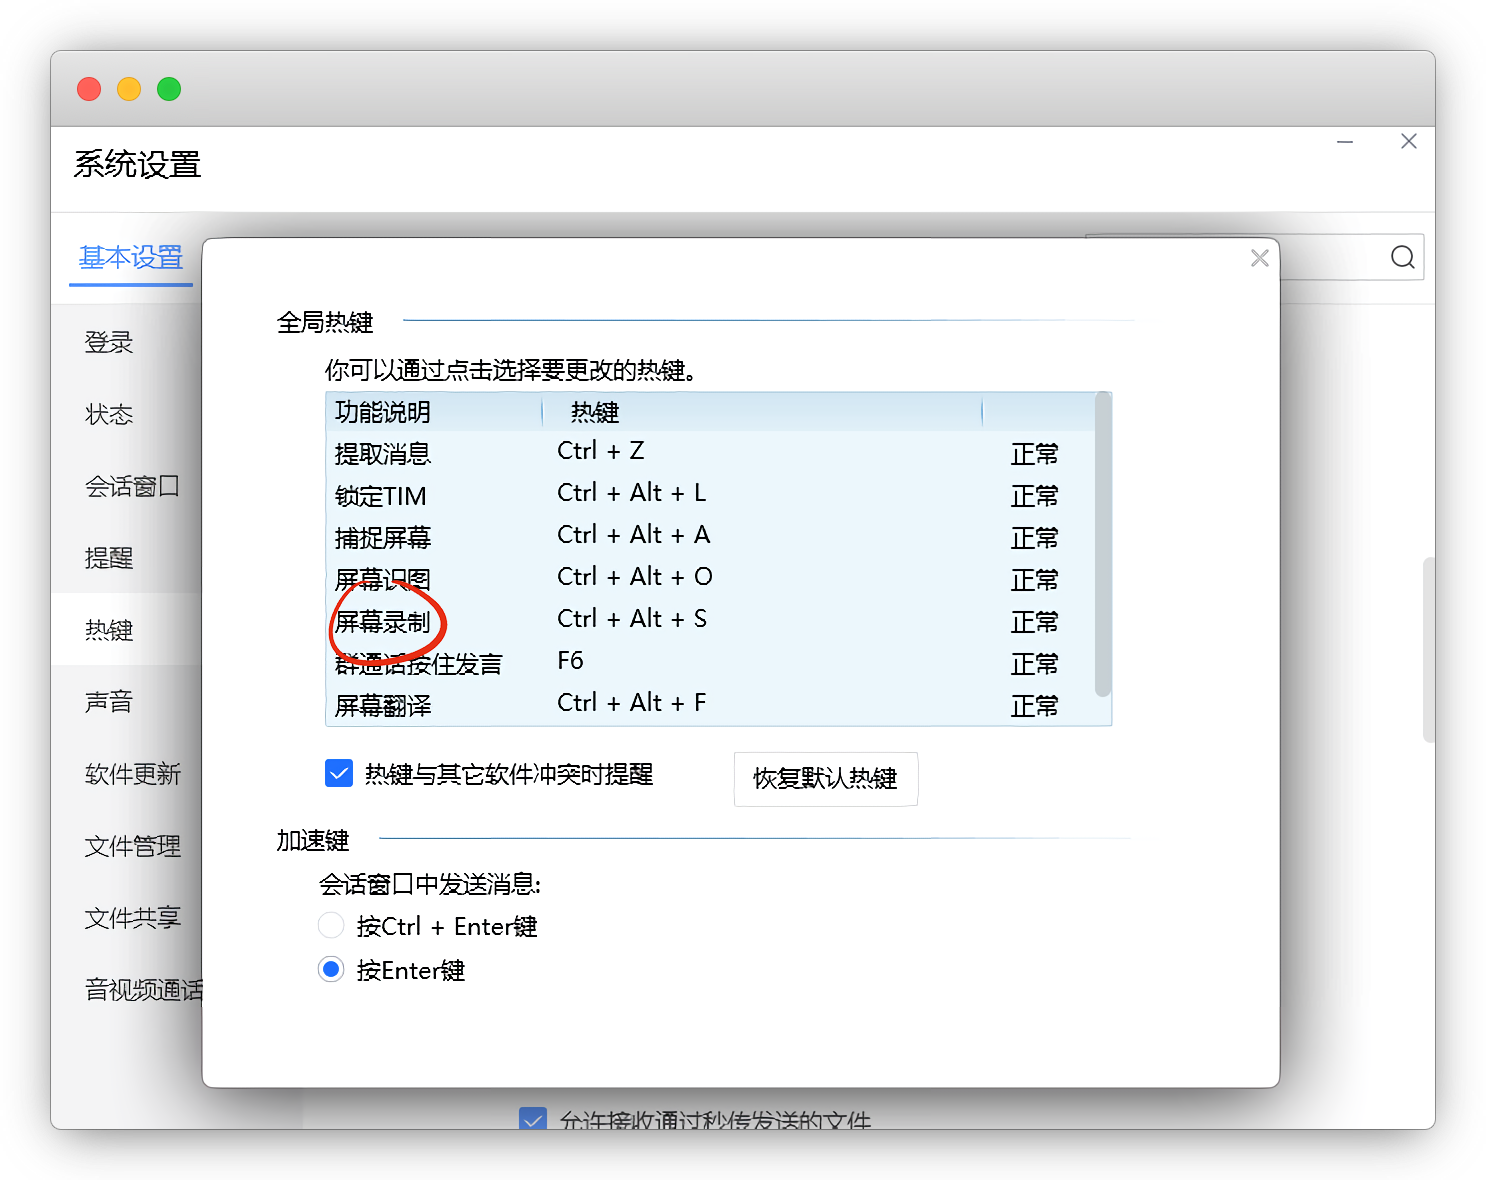 系统设置
基本设置
登录
状态
会话窗口
提醒
热键
声音
软件更新
文件管理
文件共享
音视频通话
全局热键
你可以通过点击选择要更改的热键。
功能说明 热键
提取消息 Ctrl + Z 正常
锁定TIM Ctrl + Alt + L 正常
捕捉屏幕 Ctrl + Alt + A 正常
屏幕识图 Ctrl + Alt + O 正常
屏幕录制 Ctrl + Alt + S 正常
群通话按住发言 F6 正常
屏幕翻译 Ctrl + Alt + F 正常
热键与其它软件冲突时提醒 恢复默认热键
加速键
会话窗口中发送消息:
按Ctrl + Enter键
按Enter键
允许接收通过秒传发送的文件